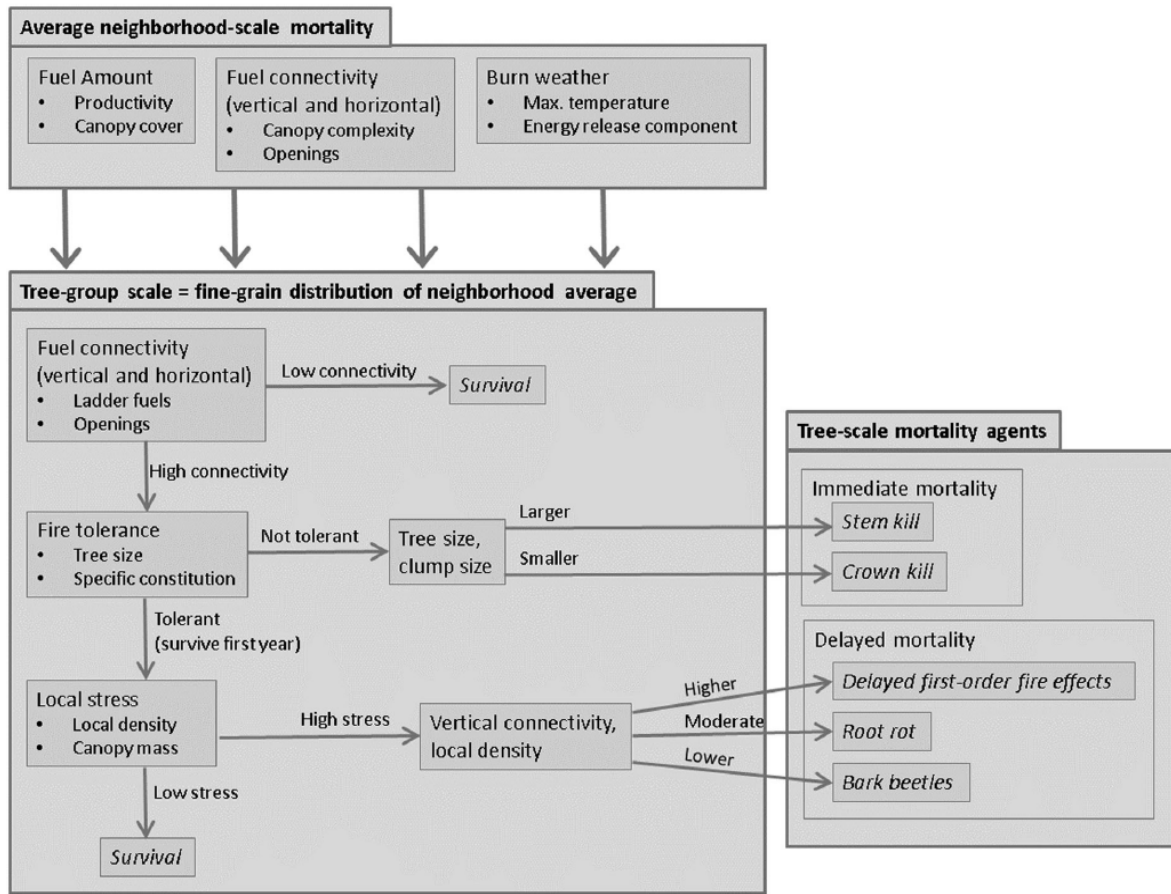 Average neighborhood-scale mortality
Fuel Amount
• Productivity
• Canopy cover
Fuel connectivity
(vertical and horizontal)
• Canopy complexity
• Openings
Burn weather
• Max. temperature
• Energy release component
Tree-group scale = fine-grain distribution of neighborhood average
Fuel connectivity
(vertical and horizontal)
• Ladder fuels
• Openings
Low connectivity
Survival
High connectivity
Fire tolerance
• Tree size
• Specific constitution
Not tolerant
Tree size,
clump size
Larger
Smaller
Tolerant
(survive first year)
Local stress
• Local density
• Canopy mass
High stress
Vertical connectivity,
local density
Higher
Moderate
Lower
Low stress
Survival
Tree-scale mortality agents
Immediate mortality
Stem kill
Crown kill
Delayed mortality
Delayed first-order fire effects
Root rot
Bark beetles